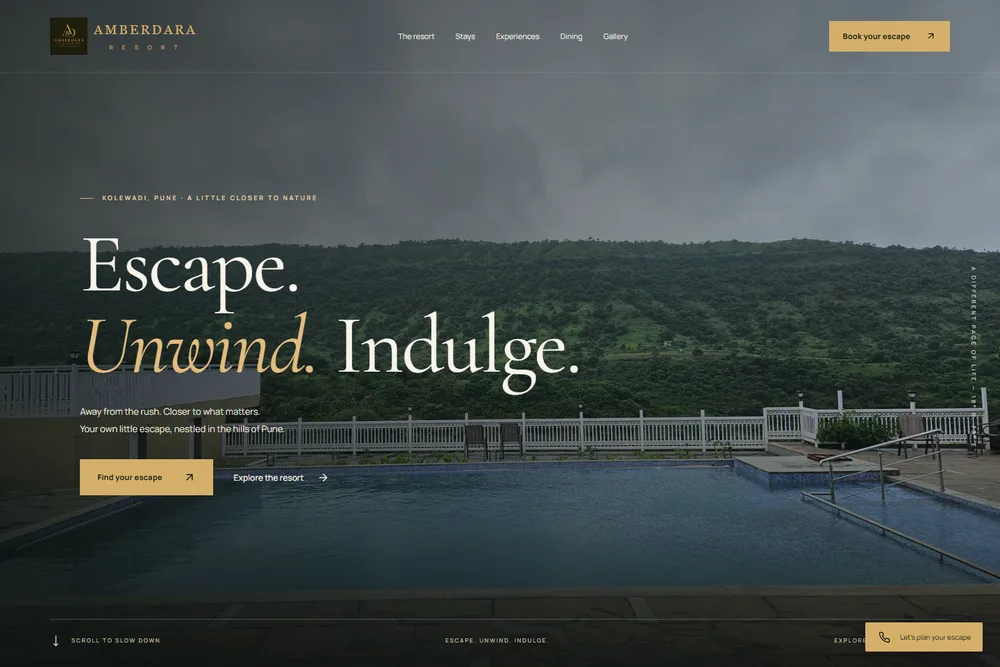 AMBERDARA
RESORT
The resort
Stays
Experiences
Dining
Gallery
Book your escape
KOLEWADI, PUNE · A LITTLE CLOSER TO NATURE
Escape.
Unwind. Indulge.
Away from the rush. Closer to what matters.
Your own little escape, nestled in the hills of Pune.
Find your escape
Explore the resort
A DIFFERENT PACE OF LIFE
SCROLL TO SLOW DOWN
ESCAPE. UNWIND. INDULGE.
EXPLORE
Let's plan your escape